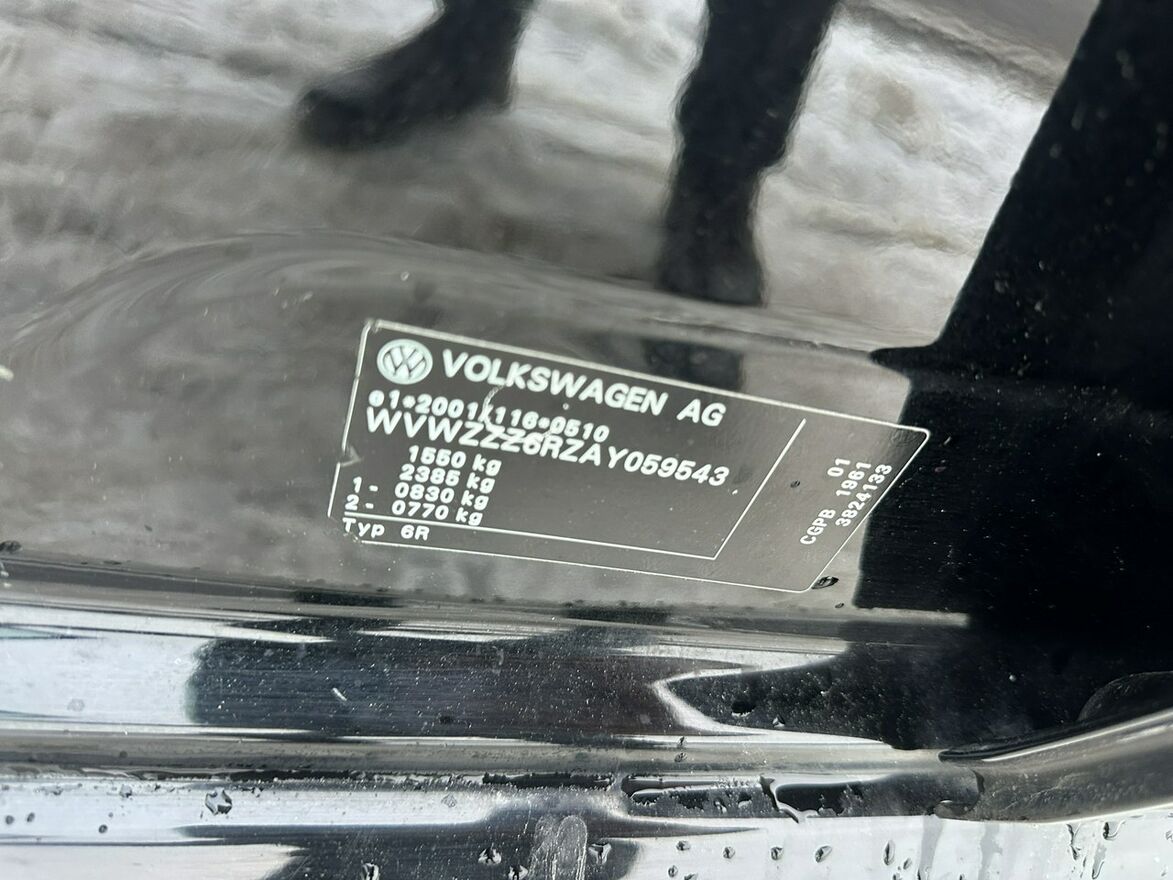 VOLKSWAGEN AG
e1*2001/116*0510
WVWZZZ6RZAY059543
1550 kg
2385 kg
1 - 0830 kg
2 - 0770 kg
Typ 6R
01
CGPB 1961
3824133